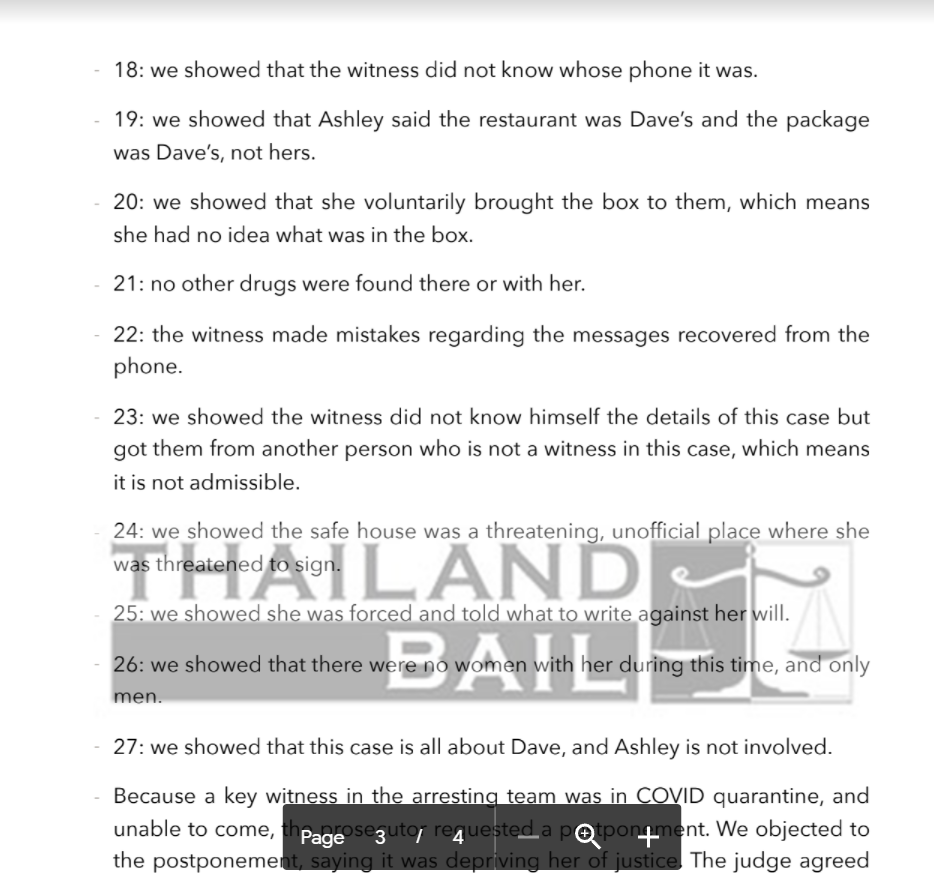 - 18: we showed that the witness did not know whose phone it was.
- 19: we showed that Ashley said the restaurant was Dave's and the package
was Dave's, not hers.
- 20: we showed that she voluntarily brought the box to them, which means
she had no idea what was in the box.
- 21: no other drugs were found there or with her.
- 22: the witness made mistakes regarding the messages recovered from the
phone.
- 23: we showed the witness did not know himself the details of this case but
got them from another person who is not a witness in this case, which means
it is not admissible.
- 24: we showed the safe house was a threatening, unofficial place where she
was threatened to sign.
THAILAND
- 25: we showed she was forced and told what to write against her will.
BAIL
- 26: we showed that there were no women with her during this time, and only
men.
- 27: we showed that this case is all about Dave, and Ashley is not involved.
- Because a key witness in the arresting team was in COVID quarantine, and
unable to come, the prosecutor requested a postponement. We objected to
Page 3 / 4
the postponement, saying it was depriving her of justice. The judge agreed